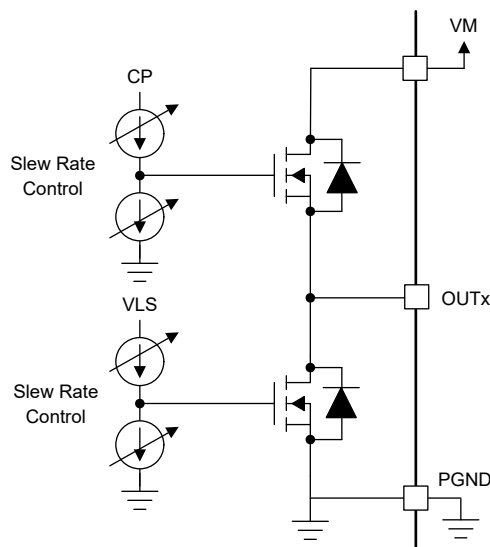 VM
CP
Slew Rate
Control
OUTx
VLS
Slew Rate
Control
PGND